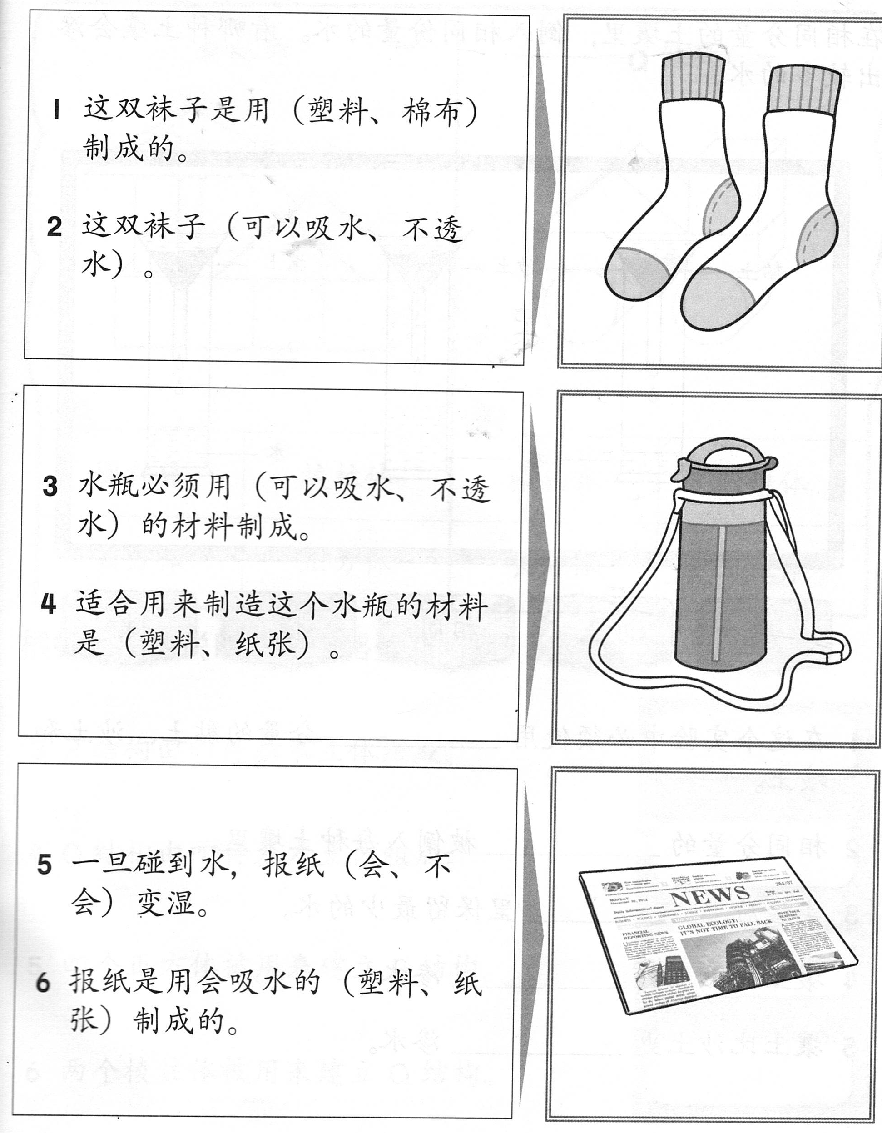 1 这双袜子是用（塑料、棉布）
制成的。
2 这双袜子（可以吸水、不透
水）。
3 水瓶必须用（可以吸水、不透
水）的材料制成。
4 适合用来制造这个水瓶的材料
是（塑料、纸张）。
5 一旦碰到水，报纸（会、不
会）变湿。
6 报纸是用会吸水的（塑料、纸
张）制成的。
NEWS
GLOBAL ECOLOGY:
IT'S NOT TIME TO FALL BACK